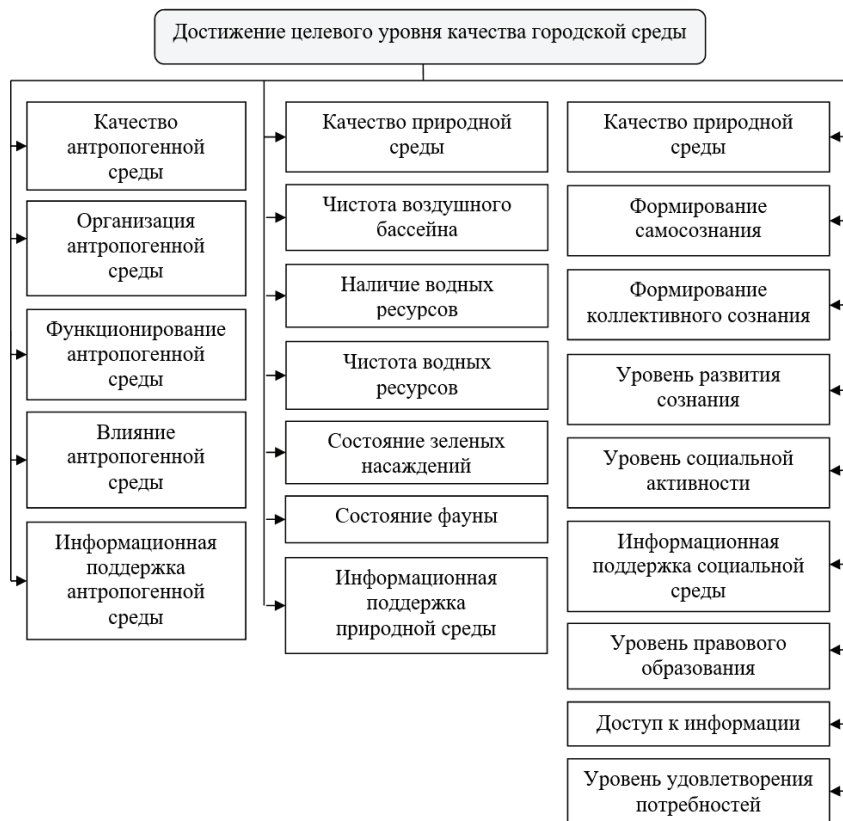 Достижение целевого уровня качества городской среды
Качество
антропогенной
среды
Организация
антропогенной
среды
Функционирование
антропогенной
среды
Влияние
антропогенной
среды
Информационная
поддержка
антропогенной
среды
Качество природной
среды
Чистота воздушного
бассейна
Наличие водных
ресурсов
Чистота водных
ресурсов
Состояние зеленых
насаждений
Состояние фауны
Информационная
поддержка
природной среды
Качество природной
среды
Формирование
самосознания
Формирование
коллективного сознания
Уровень развития
сознания
Уровень социальной
активности
Информационная
поддержка социальной
среды
Уровень правового
образования
Доступ к информации
Уровень удовлетворения
потребностей